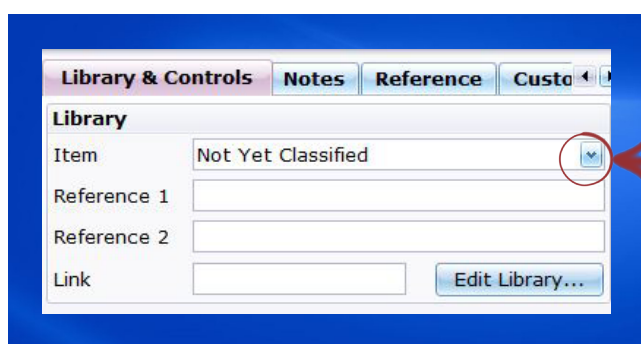 Library & Controls Notes Reference Custo
Library
Item Not Yet Classified
Reference 1
Reference 2
Link Edit Library...